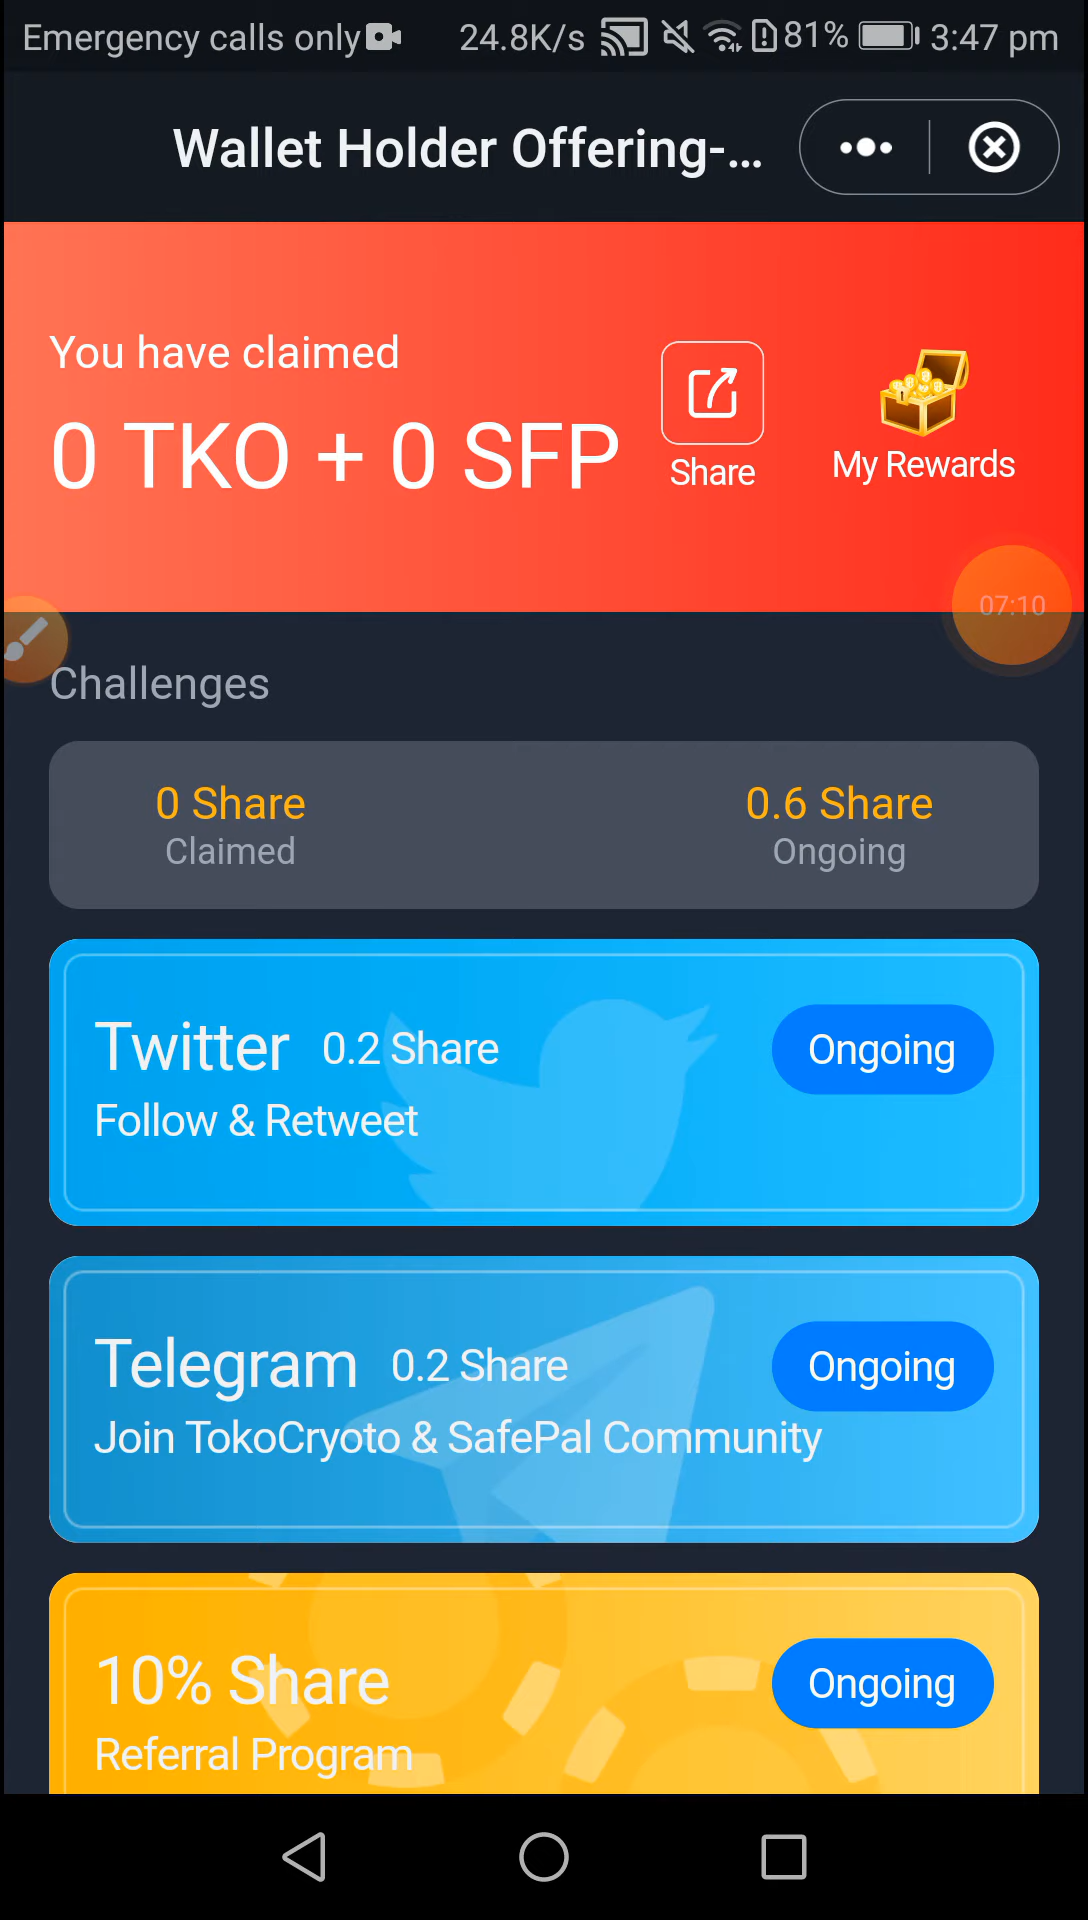 Emergency calls only 24.8K/s 81% 3:47 pm
Wallet Holder Offering-...
You have claimed
0 TKO + 0 SFP
Share
My Rewards
07:10
Challenges
0 Share
Claimed
0.6 Share
Ongoing
Twitter 0.2 Share
Ongoing
Follow & Retweet
Telegram 0.2 Share
Ongoing
Join TokoCryoto & SafePal Community
10% Share
Ongoing
Referral Program